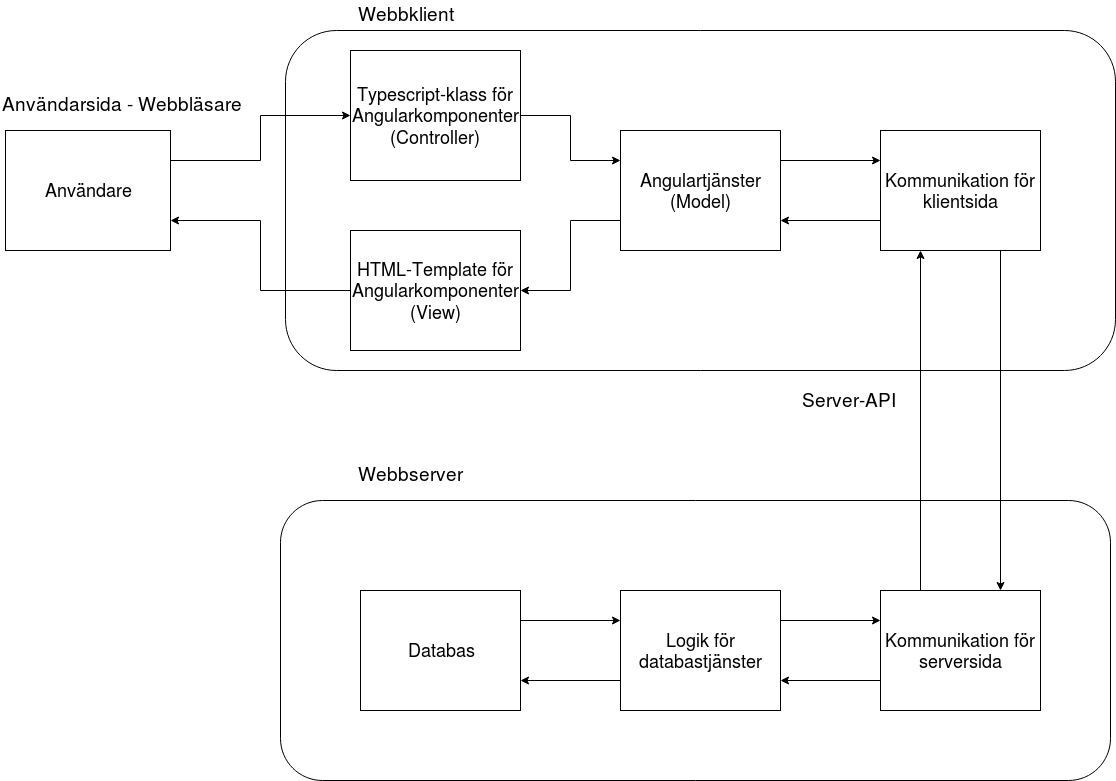 Webbklient
Användarsida - Webbläsare
Användare
Typescript-klass för
Angularkomponenter
(Controller)
HTML-Template för
Angularkomponenter
(View)
Angulartjänster
(Model)
Kommunikation för
klientsida
Server-API
Webbserver
Databas
Logik för
databastjänster
Kommunikation för
serversida